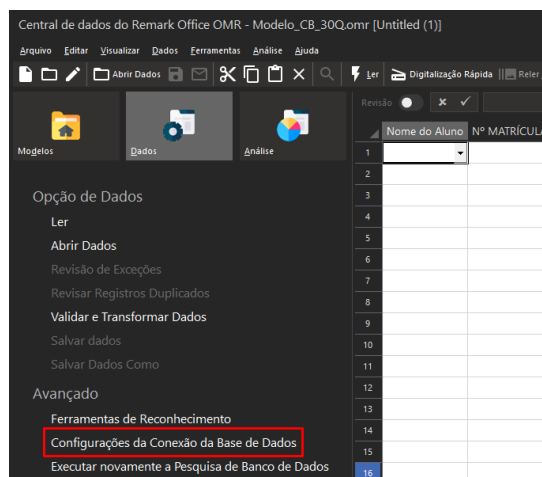 Central de dados do Remark Office OMR - Modelo_CB_30Q.omr [Untitled (1)]
Arquivo Editar Visualizar Dados Ferramentas Análise Ajuda
Abrir Dados Ler Digitalização Rápida Reler
Revisão
Modelos Dados Análise
Nome do Aluno Nº MATRÍCULA
1
2
Opção de Dados
3
Ler
4
Abrir Dados
5
Revisão de Exceções
6
Revisar Registros Duplicados
7
Validar e Transformar Dados
8
Salvar dados
9
Salvar Dados Como
10
11
Avançado
12
Ferramentas de Reconhecimento
13
Configurações da Conexão da Base de Dados
14
Executar novamente a Pesquisa de Banco de Dados
15
16